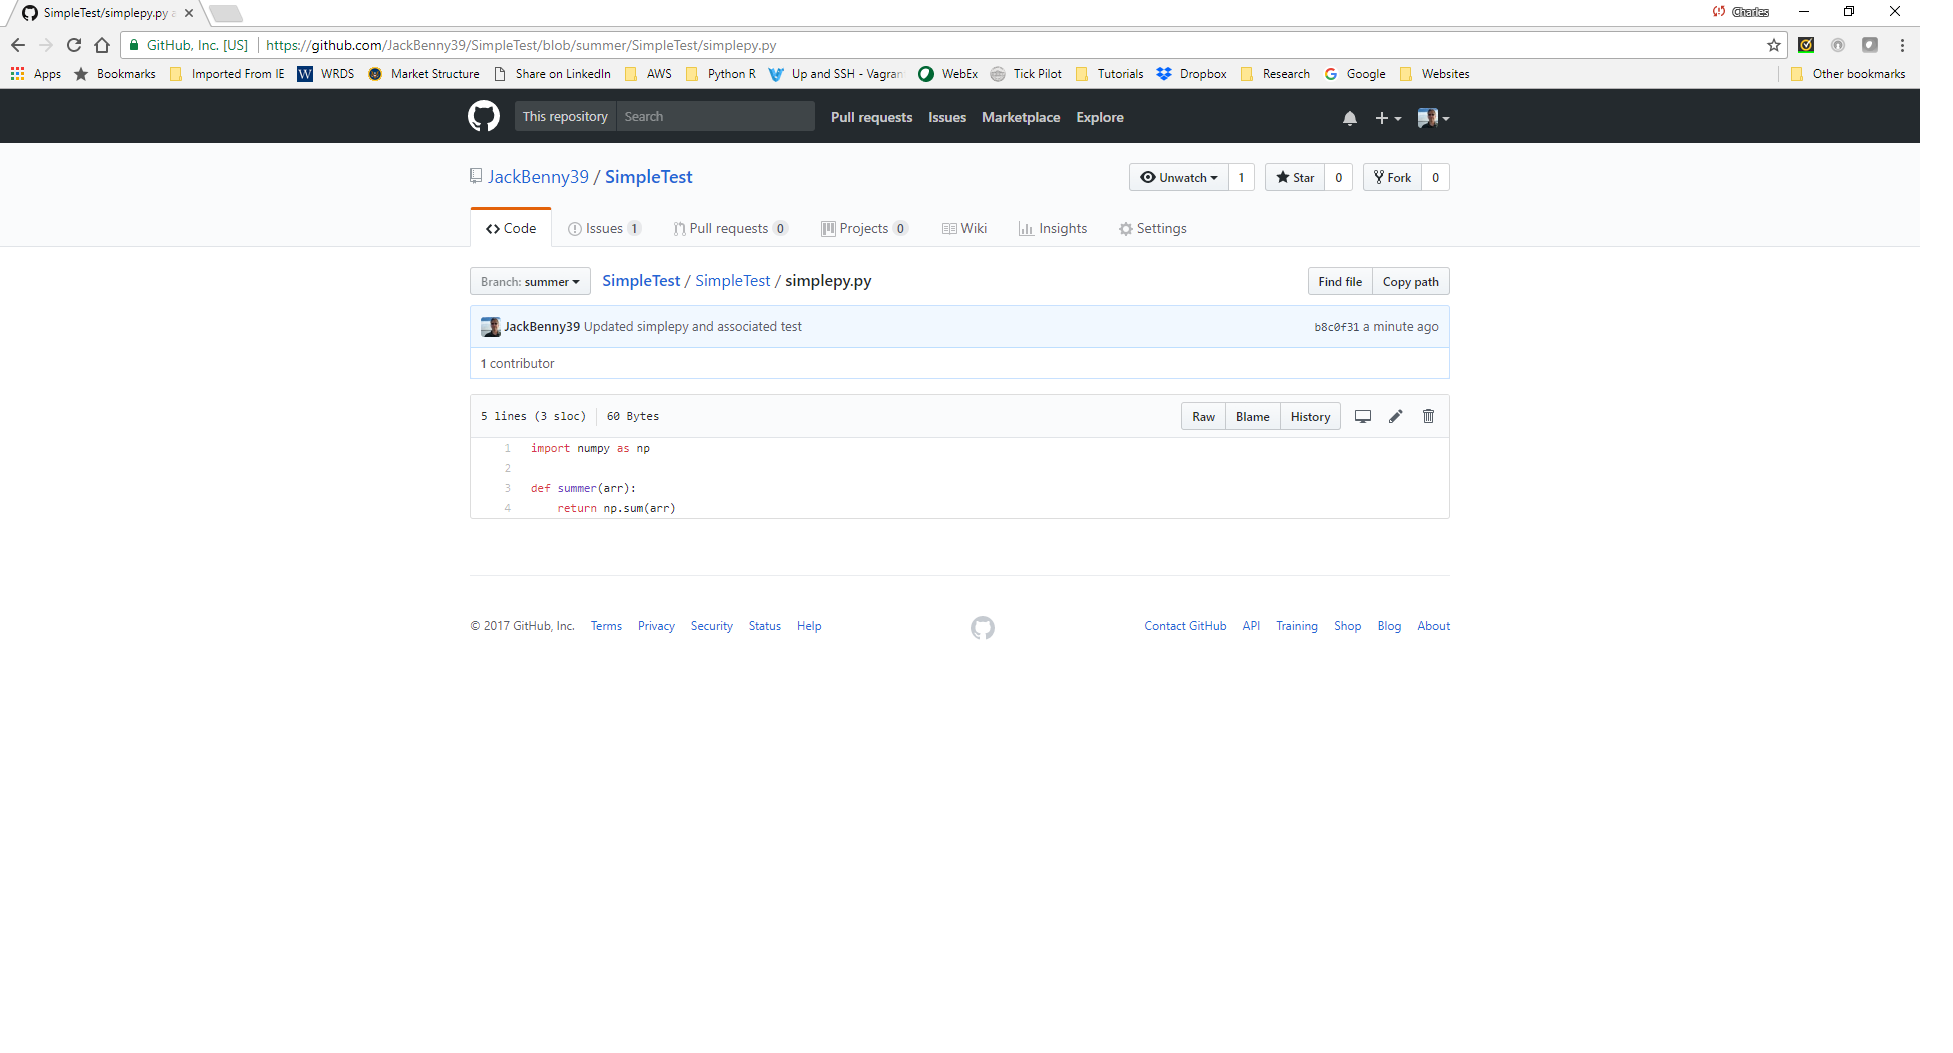 SimpleTest/simplepy.py
Charles
GitHub, Inc. [US] https://github.com/JackBenny39/SimpleTest/blob/summer/SimpleTest/simplepy.py
Apps Bookmarks Imported From IE WRDS Market Structure Share on LinkedIn AWS Python R Up and SSH - Vagran WebEx Tick Pilot Tutorials Dropbox Research Google Websites Other bookmarks
This repository Search Pull requests Issues Marketplace Explore
JackBenny39 / SimpleTest Unwatch 1 Star 0 Fork 0
Code Issues 1 Pull requests 0 Projects 0 Wiki Insights Settings
Branch: summer SimpleTest / SimpleTest / simplepy.py Find file Copy path
JackBenny39 Updated simplepy and associated test b8c0f31 a minute ago
1 contributor
5 lines (3 sloc) 60 Bytes Raw Blame History
1 import numpy as np
2
3 def summer(arr):
4 return np.sum(arr)
© 2017 GitHub, Inc. Terms Privacy Security Status Help Contact GitHub API Training Shop Blog About